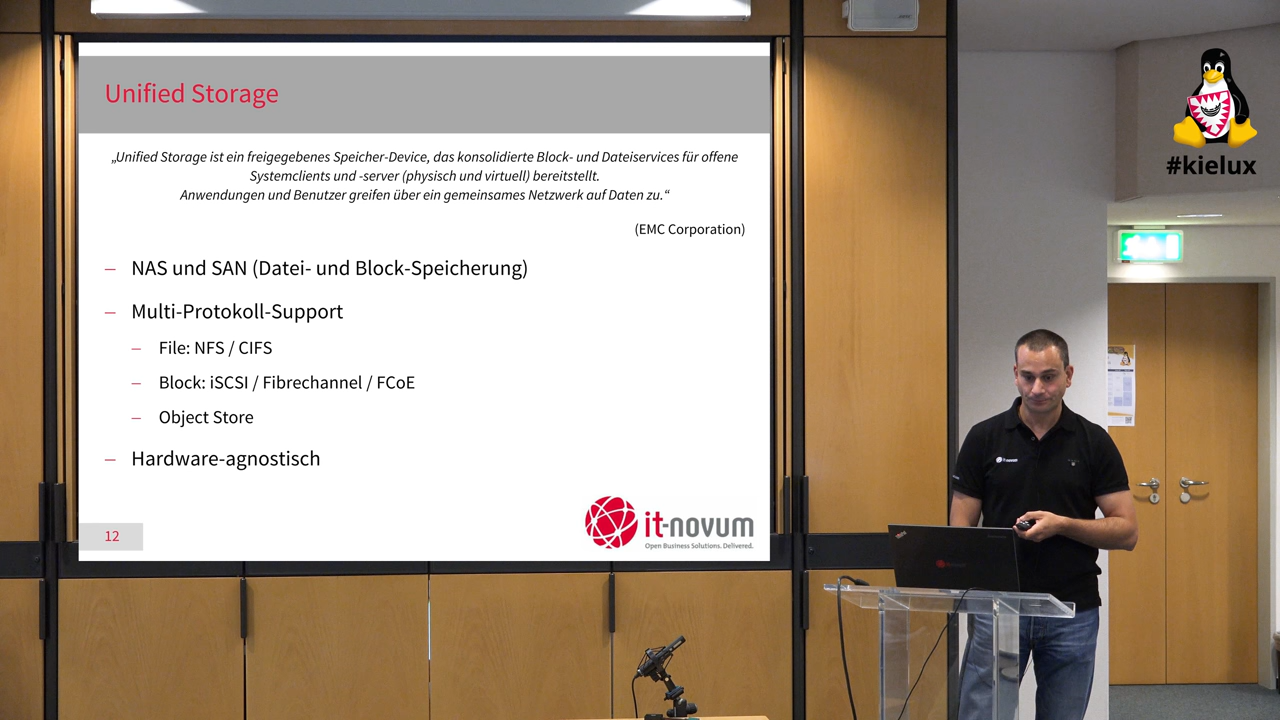 Unified Storage
„Unified Storage ist ein freigegebenes Speicher-Device, das konsolidierte Block- und Dateiservices für offene
Systemclients und -server (physisch und virtuell) bereitstellt.
Anwendungen und Benutzer greifen über ein gemeinsames Netzwerk auf Daten zu.“
(EMC Corporation)
– NAS und SAN (Datei- und Block-Speicherung)
– Multi-Protokoll-Support
– File: NFS / CIFS
– Block: iSCSI / Fibrechannel / FCoE
– Object Store
– Hardware-agnostisch
12
it-novum
Open Business Solutions. Delivered.
#kielux
it-novum